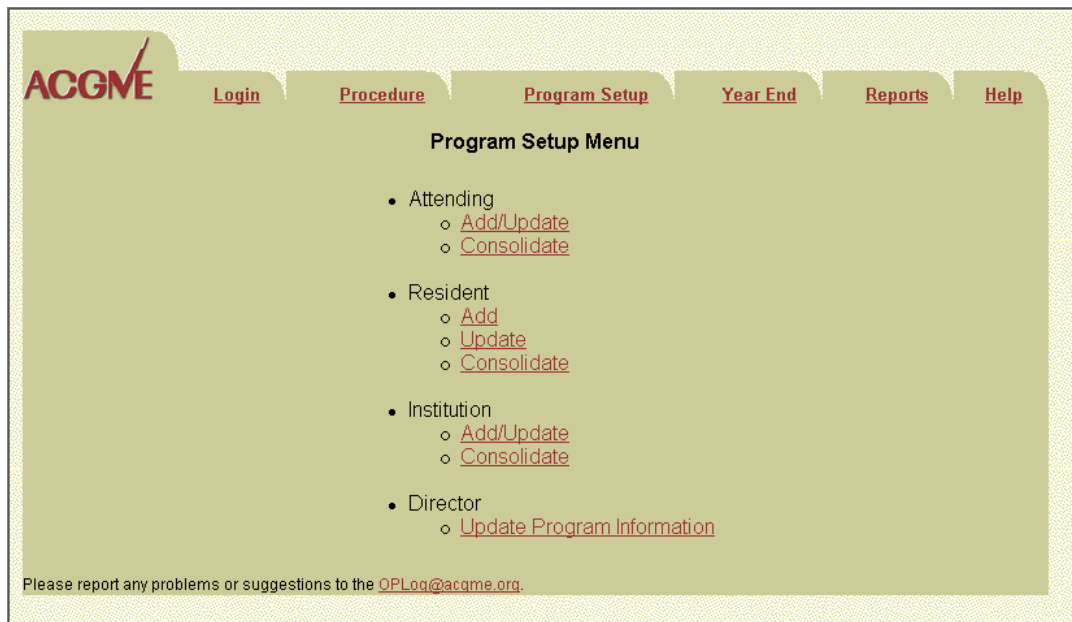 ACGME
Login Procedure Program Setup Year End Reports Help
Program Setup Menu
Attending
Add/Update
Consolidate
Resident
Add
Update
Consolidate
Institution
Add/Update
Consolidate
Director
Update Program Information
Please report any problems or suggestions to the OPLog@acgme.org.